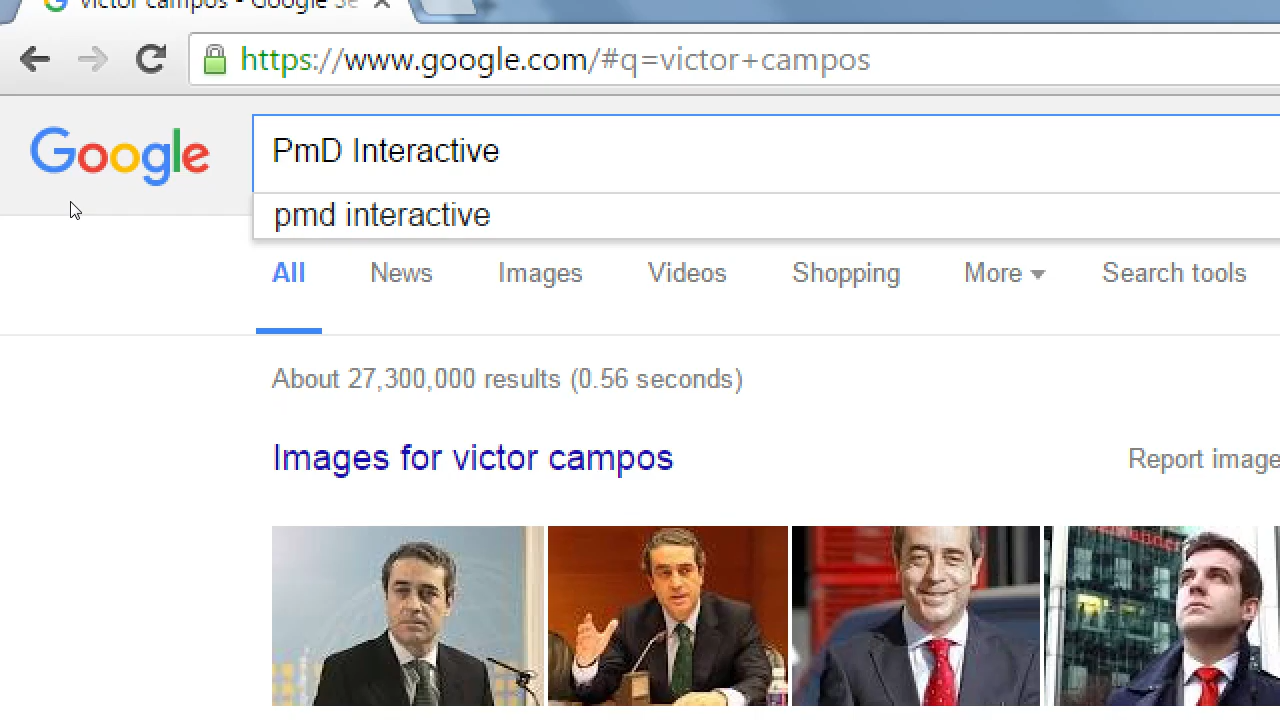 victor campos - Google Se
https://www.google.com/#q=victor+campos
Google
PmD Interactive
pmd interactive
All News Images Videos Shopping More Search tools
About 27,300,000 results (0.56 seconds)
Images for victor campos
Report image